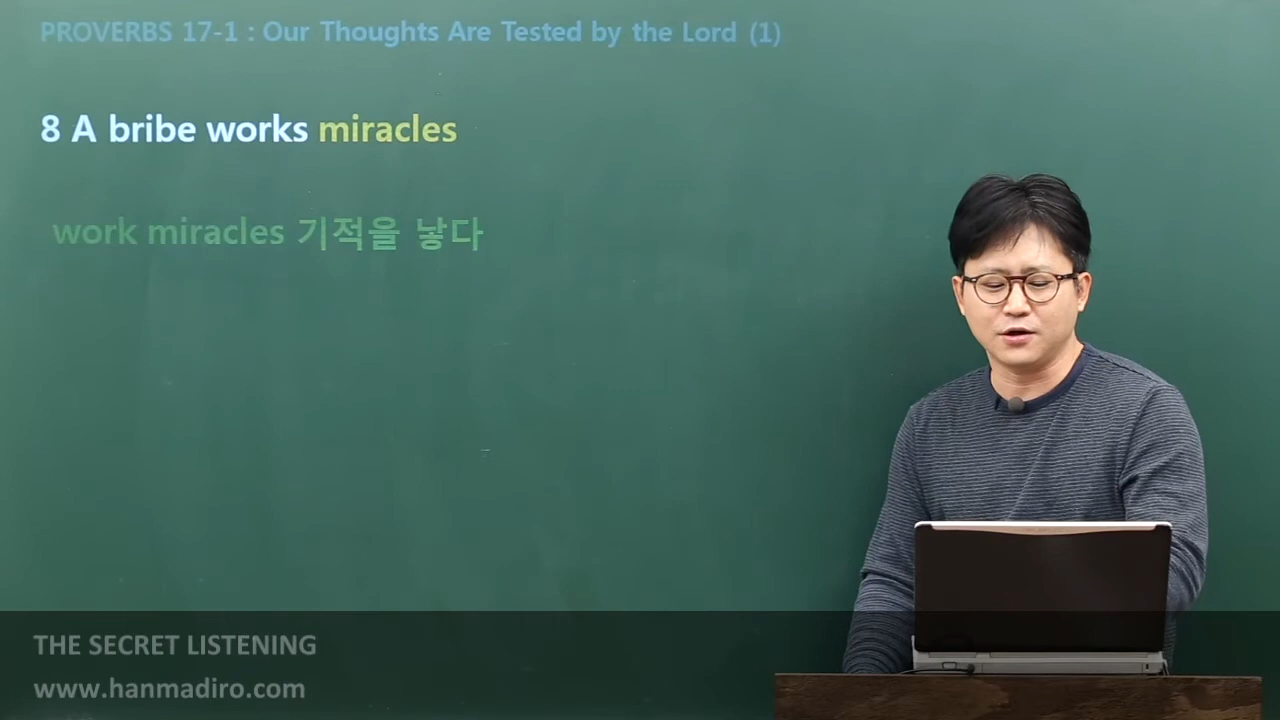 PROVERBS 17-1 : Our Thoughts Are Tested by the Lord (1)
8 A bribe works miracles
work miracles 기적을 낳다
THE SECRET LISTENING
www.hanmadiro.com